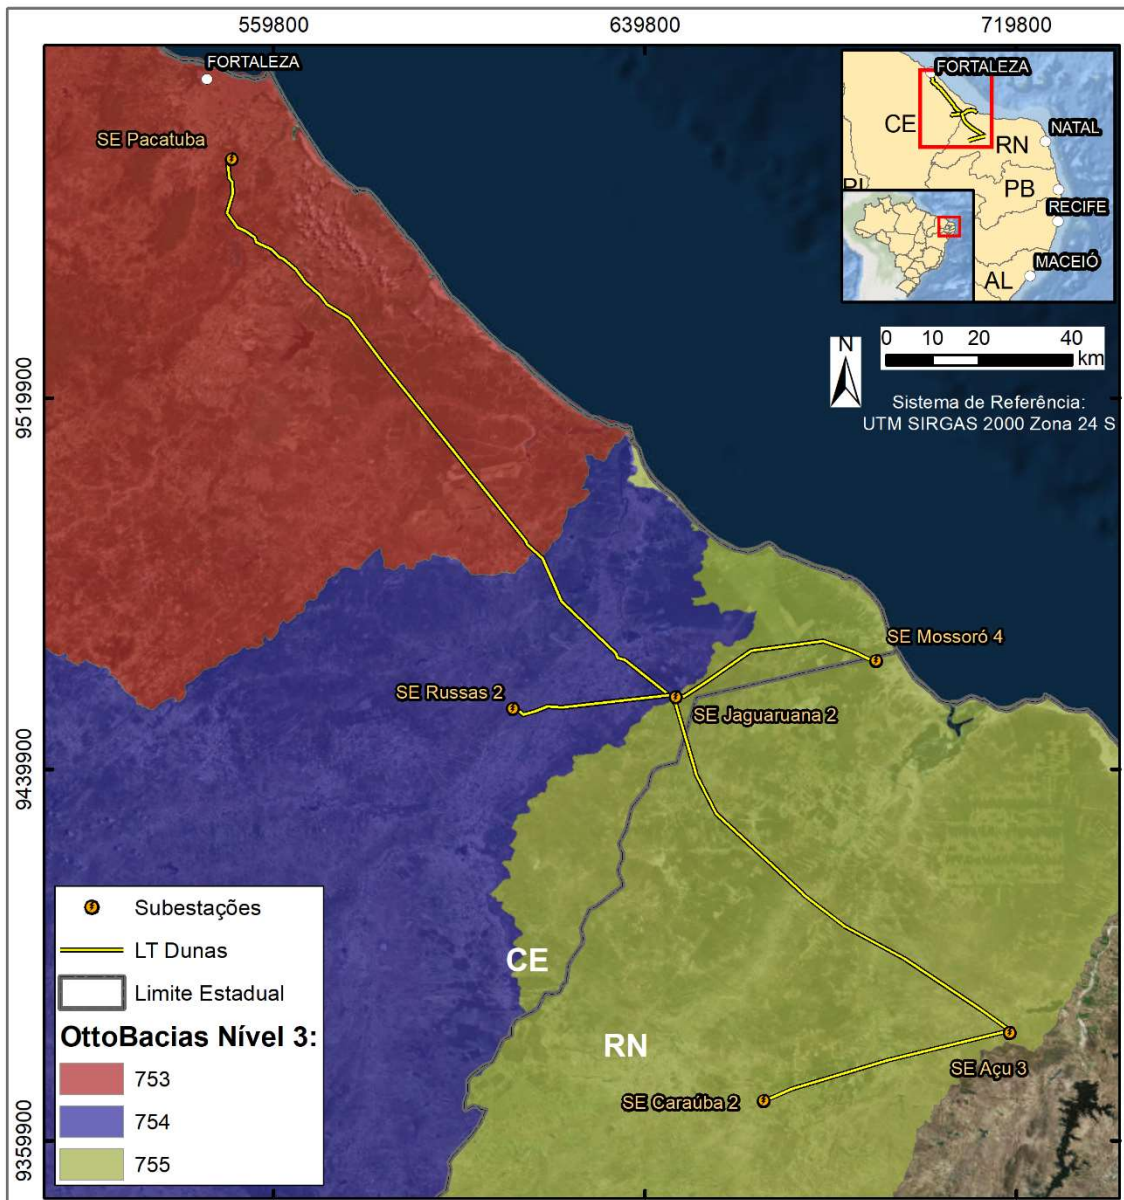 559800
639800
719800
FORTALEZA
SE Pacatuba
FORTALEZA
CE
NATAL
RN
PB
RECIFE
MACEIÓ
AL
N
0 10 20 40
km
Sistema de Referência:
UTM SIRGAS 2000 Zona 24 S
9519900
SE Mossoró 4
SE Russas 2
SE Jaguaruana 2
9439900
Subestações
LT Dunas
Limite Estadual
OttoBacias Nível 3:
753
754
755
CE
RN
SE Açu 3
SE Caraúba 2
9359900